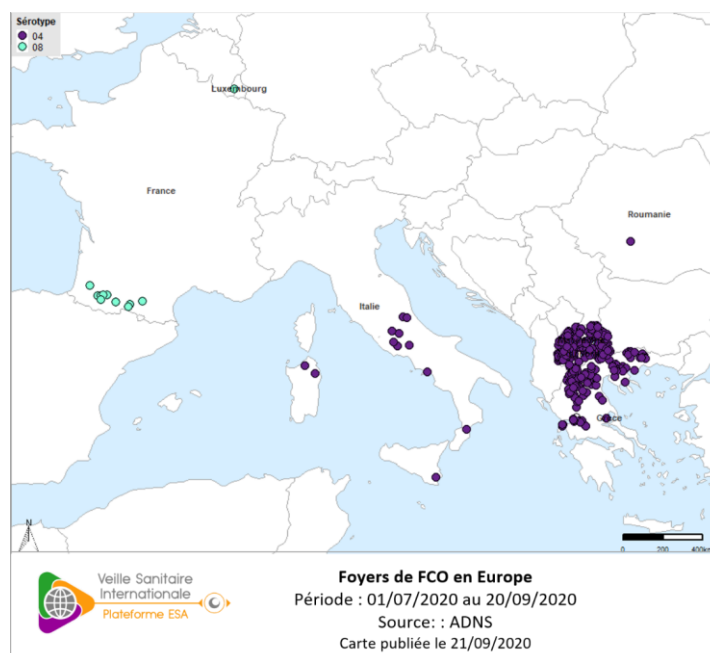 Sérotype
04
08
Luxembourg
France
Roumanie
Italie
Grèce
N
0 200 400km
Veille Sanitaire
Internationale
Plateforme ESA
Foyers de FCO en Europe
Période : 01/07/2020 au 20/09/2020
Source: : ADNS
Carte publiée le 21/09/2020